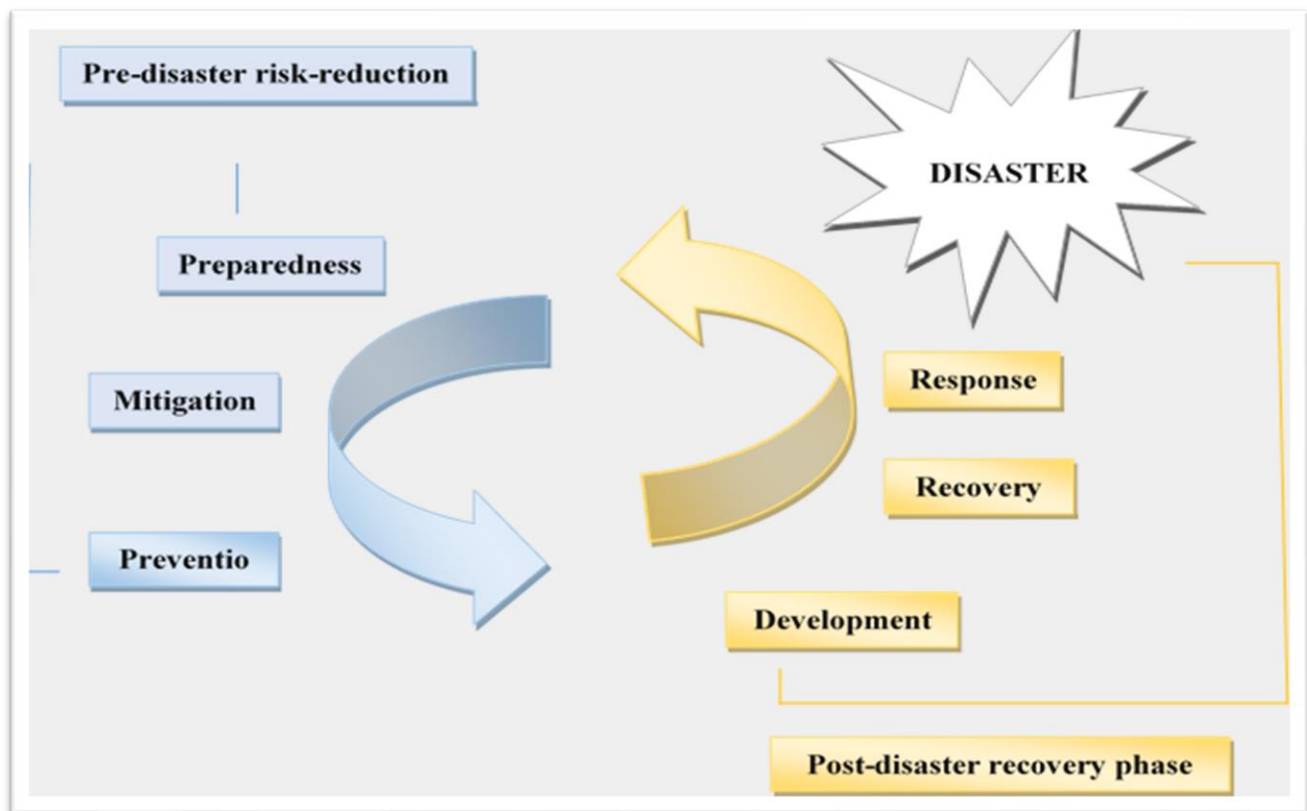 Pre-disaster risk-reduction
DISASTER
Preparedness
Response
Mitigation
Recovery
Preventio
Development
Post-disaster recovery phase